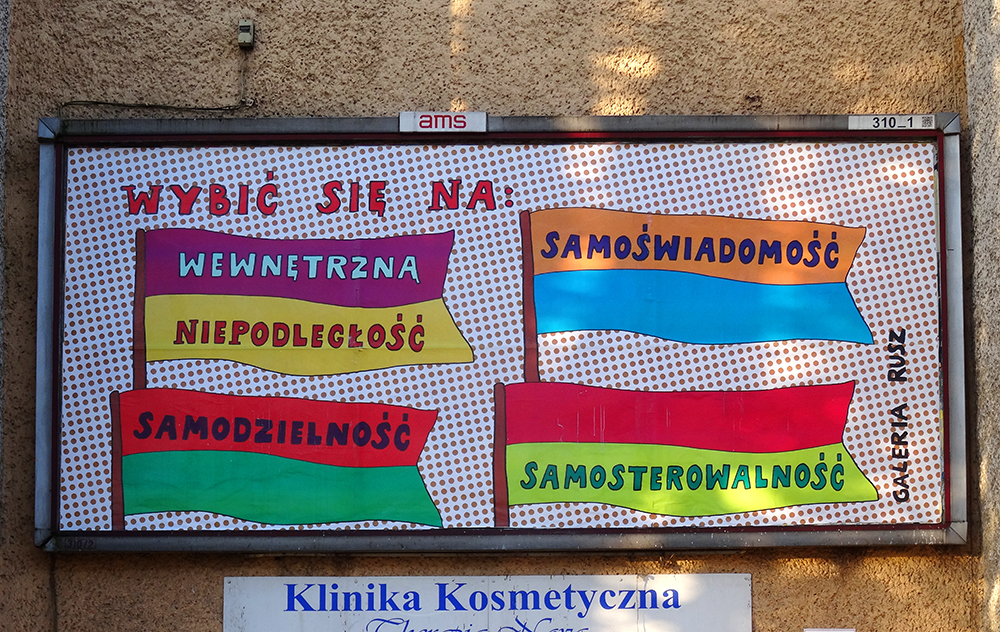 ams
310_1
WYBIĆ SIĘ NA:
WEWNĘTRZNĄ
NIEPODLEGŁOŚĆ
SAMOŚWIADOMOŚĆ
SAMODZIELNOŚĆ
SAMOSTEROWALNOŚĆ
GALERIA RUSZ
Klinika Kosmetyczna